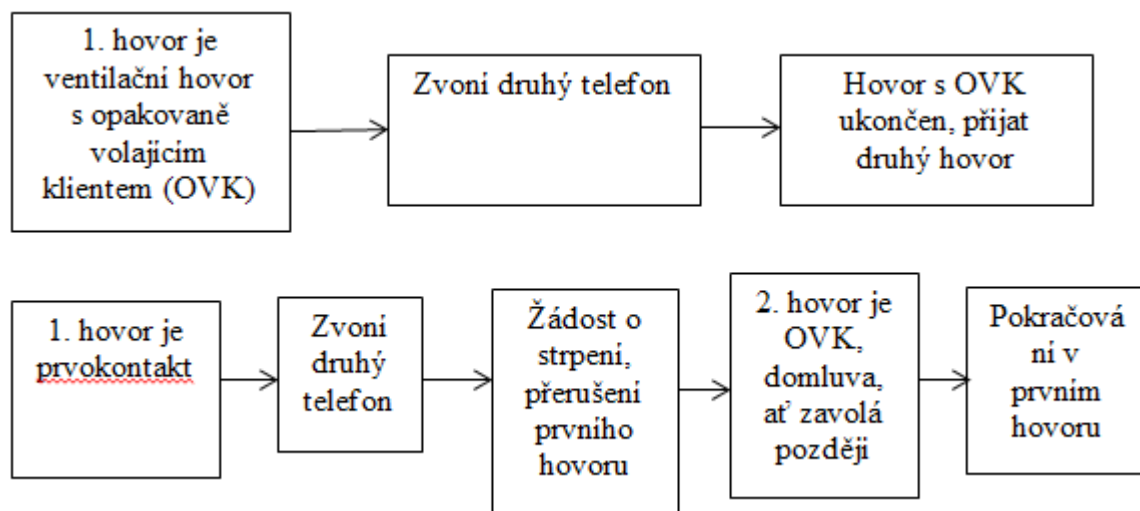 1. hovor je
ventilační hovor
s opakovaně
volajícím
klientem (OVK)
Zvoní druhý telefon
Hovor s OVK
ukončen, přijat
druhý hovor
1. hovor je
prvokontakt
Zvoní
druhý
telefon
Žádost o
strpení,
přerušení
prvního
hovoru
2. hovor je
OVK,
domluva,
ať zavolá
později
Pokračová
ní v
prvním
hovoru